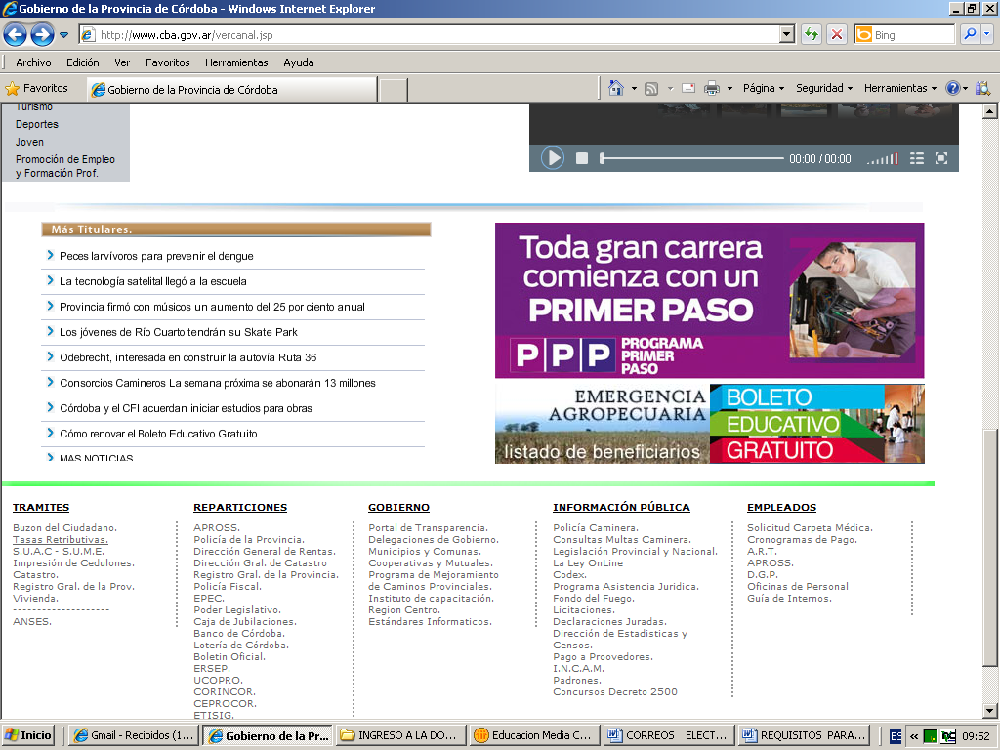 Gobierno de la Provincia de Córdoba - Windows Internet Explorer
http://www.cba.gov.ar/vercanal.jsp
Bing
Archivo Edición Ver Favoritos Herramientas Ayuda
Favoritos
Gobierno de la Provincia de Córdoba
Página Seguridad Herramientas
Turismo
Deportes
Joven
Promoción de Empleo
y Formación Prof.
00:00 / 00:00
Más Titulares.
Peces larvívoros para prevenir el dengue
La tecnología satelital llegó a la escuela
Provincia firmó con músicos un aumento del 25 por ciento anual
Los jóvenes de Río Cuarto tendrán su Skate Park
Odebrecht, interesada en construir la autovía Ruta 36
Consorcios Camineros La semana próxima se abonarán 13 millones
Córdoba y el CFI acuerdan iniciar estudios para obras
Cómo renovar el Boleto Educativo Gratuito
MAS NOTICIAS
Toda gran carrera
comienza con un
PRIMER PASO
PPP PROGRAMA
PRIMER
PASO
EMERGENCIA
AGROPECUARIA
listado de beneficiarios
BOLETO
EDUCATIVO
GRATUITO
TRAMITES
Buzon del Ciudadano.
Tasas Retributivas.
S.U.A.C - S.U.M.E.
Impresión de Cedulones.
Catastro.
Registro Gral. de la Prov.
Vivienda.
--------------------
ANSES.
REPARTICIONES
APROSS.
Policía de la Provincia.
Dirección General de Rentas.
Dirección Gral. de Catastro
Registro Gral. de la Provincia.
Policía Fiscal.
EPEC.
Poder Legislativo.
Caja de Jubilaciones.
Banco de Córdoba.
Lotería de Córdoba.
Boletin Oficial.
ERSEP.
UCOPRO.
CORINCOR.
CEPROCOR.
ETISIG.
GOBIERNO
Portal de Transparencia.
Delegaciones de Gobierno.
Municipios y Comunas.
Cooperativas y Mutuales.
Programa de Mejoramiento
de Caminos Provinciales.
Instituto de capacitación.
Region Centro.
Estándares Informaticos.
INFORMACIÓN PÚBLICA
Policía Caminera.
Consultas Multas Caminera.
Legislación Provincial y Nacional.
La Ley OnLine
Codex.
Programa Asistencia Juridica.
Fondo del Fuego.
Licitaciones.
Declaraciones Juradas.
Dirección de Estadisticas y
Censos.
Pago a Proovedores.
I.N.C.A.M.
Padrones.
Concursos Decreto 2500
EMPLEADOS
Solicitud Carpeta Médica.
Cronogramas de Pago.
A.R.T.
APROSS.
D.G.P.
Oficinas de Personal
Guía de Internos.
Inicio
Gmail - Recibidos (1...
Gobierno de la Pr...
INGRESO A LA DO...
Educacion Media C...
CORREOS ELECT...
REQUISITOS PARA...
ES
09:52